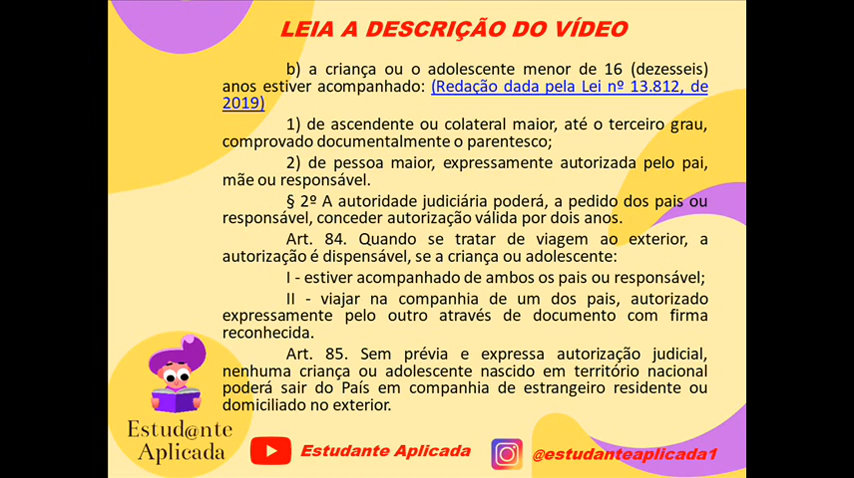 LEIA A DESCRIÇÃO DO VÍDEO
b) a criança ou o adolescente menor de 16 (dezesseis)
anos estiver acompanhado: (Redação dada pela Lei nº 13.812, de
2019)
1) de ascendente ou colateral maior, até o terceiro grau,
comprovado documentalmente o parentesco;
2) de pessoa maior, expressamente autorizada pelo pai,
mãe ou responsável.
§ 2º A autoridade judiciária poderá, a pedido dos pais ou
responsável, conceder autorização válida por dois anos.
Art. 84. Quando se tratar de viagem ao exterior, a
autorização é dispensável, se a criança ou adolescente:
I - estiver acompanhado de ambos os pais ou responsável;
II - viajar na companhia de um dos pais, autorizado
expressamente pelo outro através de documento com firma
reconhecida.
Art. 85. Sem prévia e expressa autorização judicial,
nenhuma criança ou adolescente nascido em território nacional
poderá sair do País em companhia de estrangeiro residente ou
domiciliado no exterior.
Estud@nte
Aplicada
Estudante Aplicada
@estudanteaplicada1